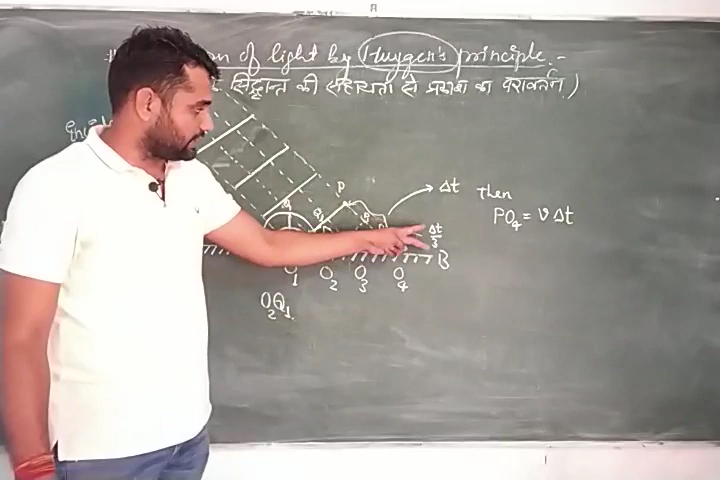 of light by Huygen's principle :-
सिद्धान्त की सहायता से प्रकाश का परावर्तन )
P
Δt
Then
PO₄ = v Δt
Δt/3
B
O₁ O₂ O₃ O₄
O₂Q₁